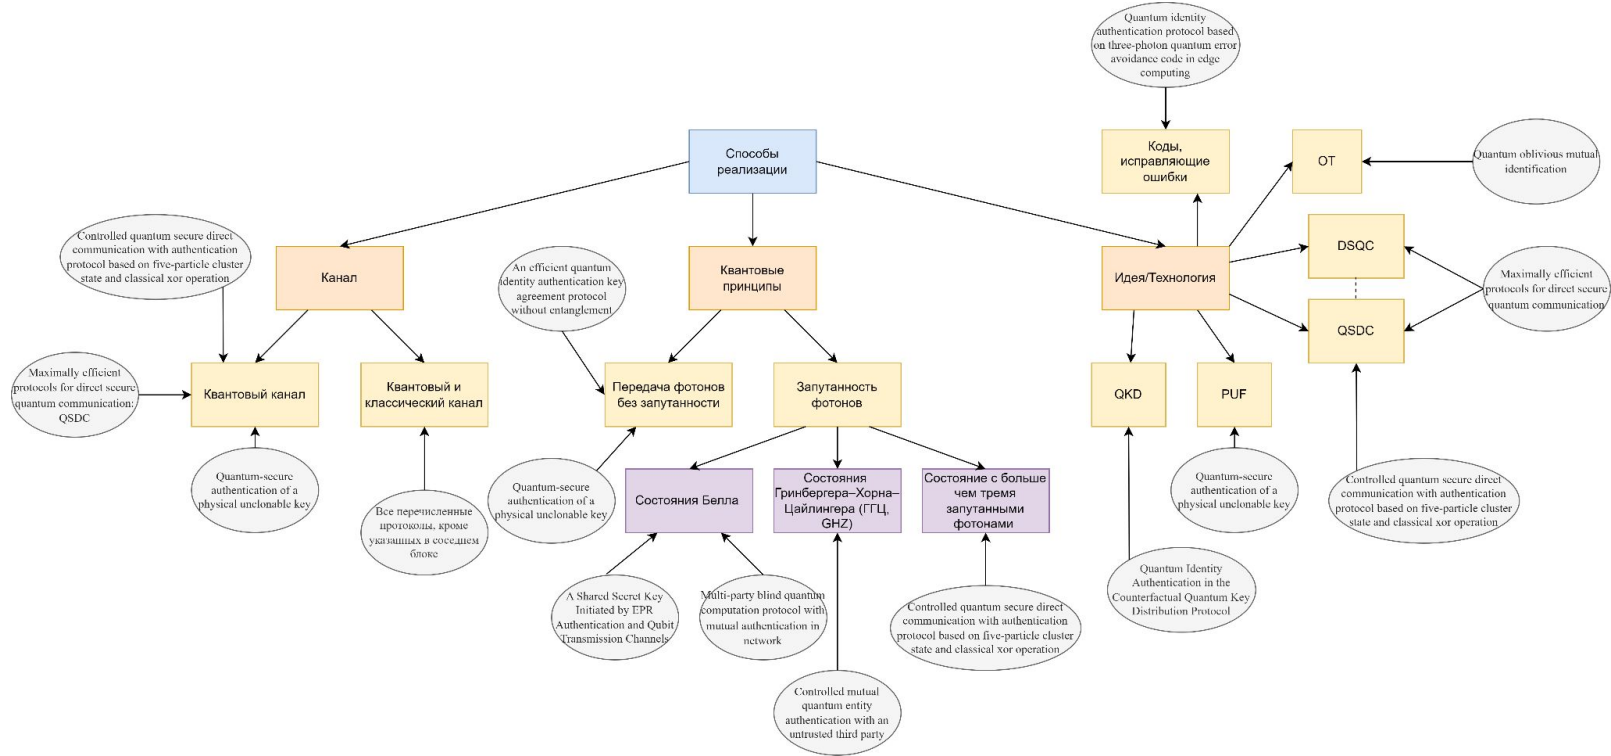 Quantum identity
authentication protocol based
on three-photon quantum error
avoidance code in edge
computing
Способы
реализации
Коды,
исправляющие
ошибки
OT
Quantum oblivious mutual
identification
Controlled quantum secure direct
communication with authentication
protocol based on five-particle cluster
state and classical xor operation
Канал
An efficient quantum
identity authentication key
agreement protocol
without entanglement
Квантовые
принципы
Идея/Технология
DSQC
QSDC
Maximally efficient
protocols for direct secure
quantum communication
Maximally efficient
protocols for direct secure
quantum communication:
QSDC
Квантовый канал
Квантовый и
классический канал
Передача фотонов
без запутанности
Запутанность
фотонов
QKD
PUF
Quantum-secure
authentication of a
physical unclonable key
Все перечисленные
протоколы, кроме
указанных в соседнем
блоке
Quantum-secure
authentication of a
physical unclonable key
Состояния Белла
Состояния
Гринбергера–Хорна–
Цайлингера (ГГЦ,
GHZ)
Состояние с больше
чем тремя
запутанными
фотонами
Quantum-secure
authentication of a
physical unclonable key
Controlled quantum secure direct
communication with authentication
protocol based on five-particle cluster
state and classical xor operation
A Shared Secret Key
Initiated by EPR
Authentication and Qubit
Transmission Channels
Multi-party blind quantum
computation protocol with
mutual authentication in
network
Controlled quantum secure direct
communication with authentication
protocol based on five-particle cluster
state and classical xor operation
Quantum Identity
Authentication in the
Counterfactual Quantum Key
Distribution Protocol
Controlled mutual
quantum entity
authentication with an
untrusted third party